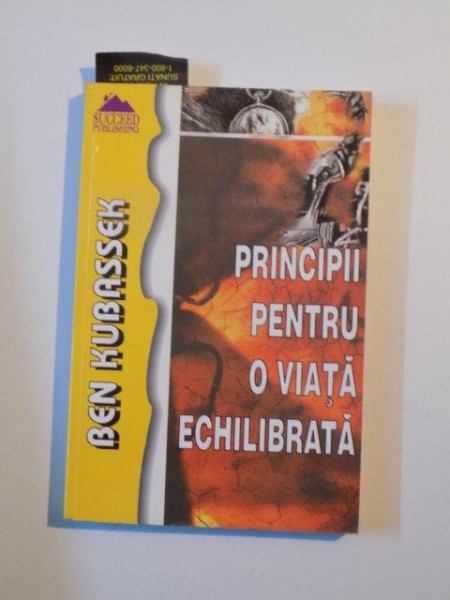 SUNAȚI GRATUIT:
1-800-347-6000
SUCCEED
PUBLISHING
BEN KUBASSEK
PRINCIPII
PENTRU
O VIAȚĂ
ECHILIBRATĂ